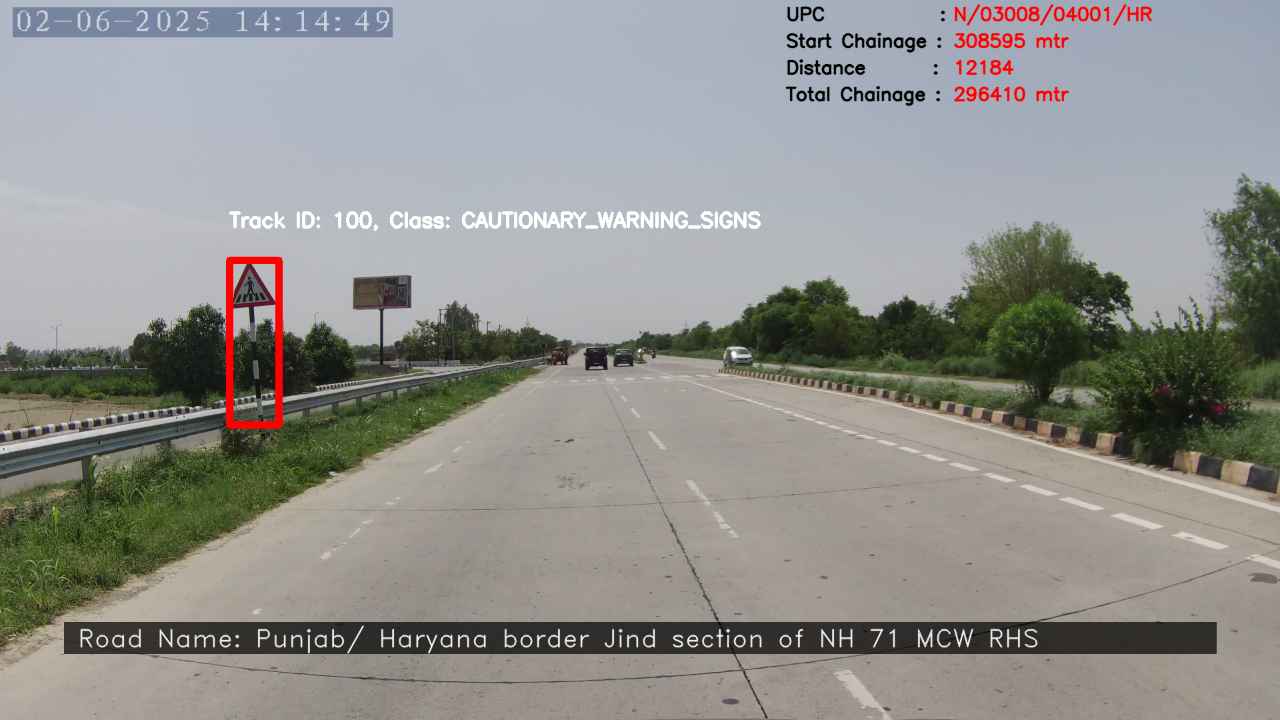 02-06-2025 14:14:49
UPC : N/03008/04001/HR
Start Chainage : 308595 mtr
Distance : 12184
Total Chainage : 296410 mtr
Track ID: 100, Class: CAUTIONARY_WARNING_SIGNS
Road Name: Punjab/ Haryana border Jind section of NH 71 MCW RHS